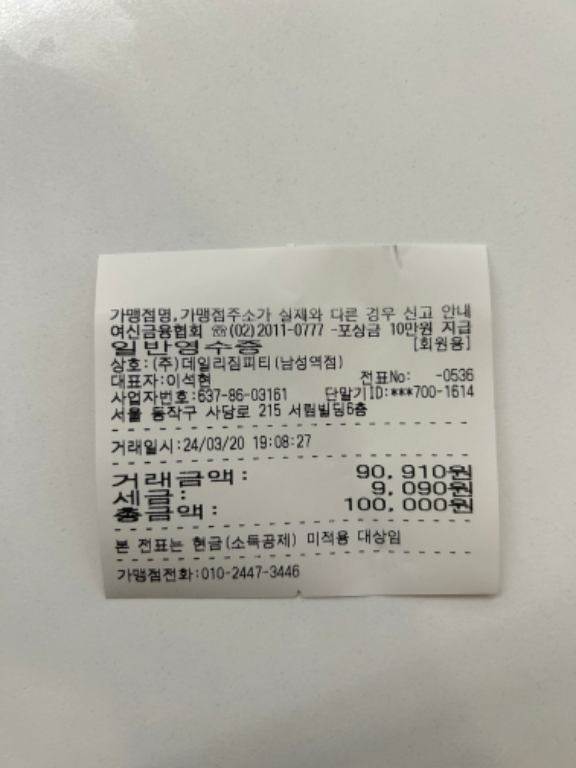 가맹점명,가맹점주소가 실제와 다른 경우 신고 안내
여신금융협회 ☏(02)2011-0777 -포상금 10만원 지급
일반영수증 [회원용]
상호:(주)데일리짐피티(남성역점)
대표자:이석현 전표No: -0536
사업자번호:637-86-03161 단말기ID:***700-1614
서울 동작구 사당로 215 서림빌딩6층
거래일시:24/03/20 19:08:27
거래금액: 90,910원
세금: 9,090원
총금액: 100,000원
본 전표는 현금(소득공제) 미적용 대상임
가맹점전화:010-2447-3446